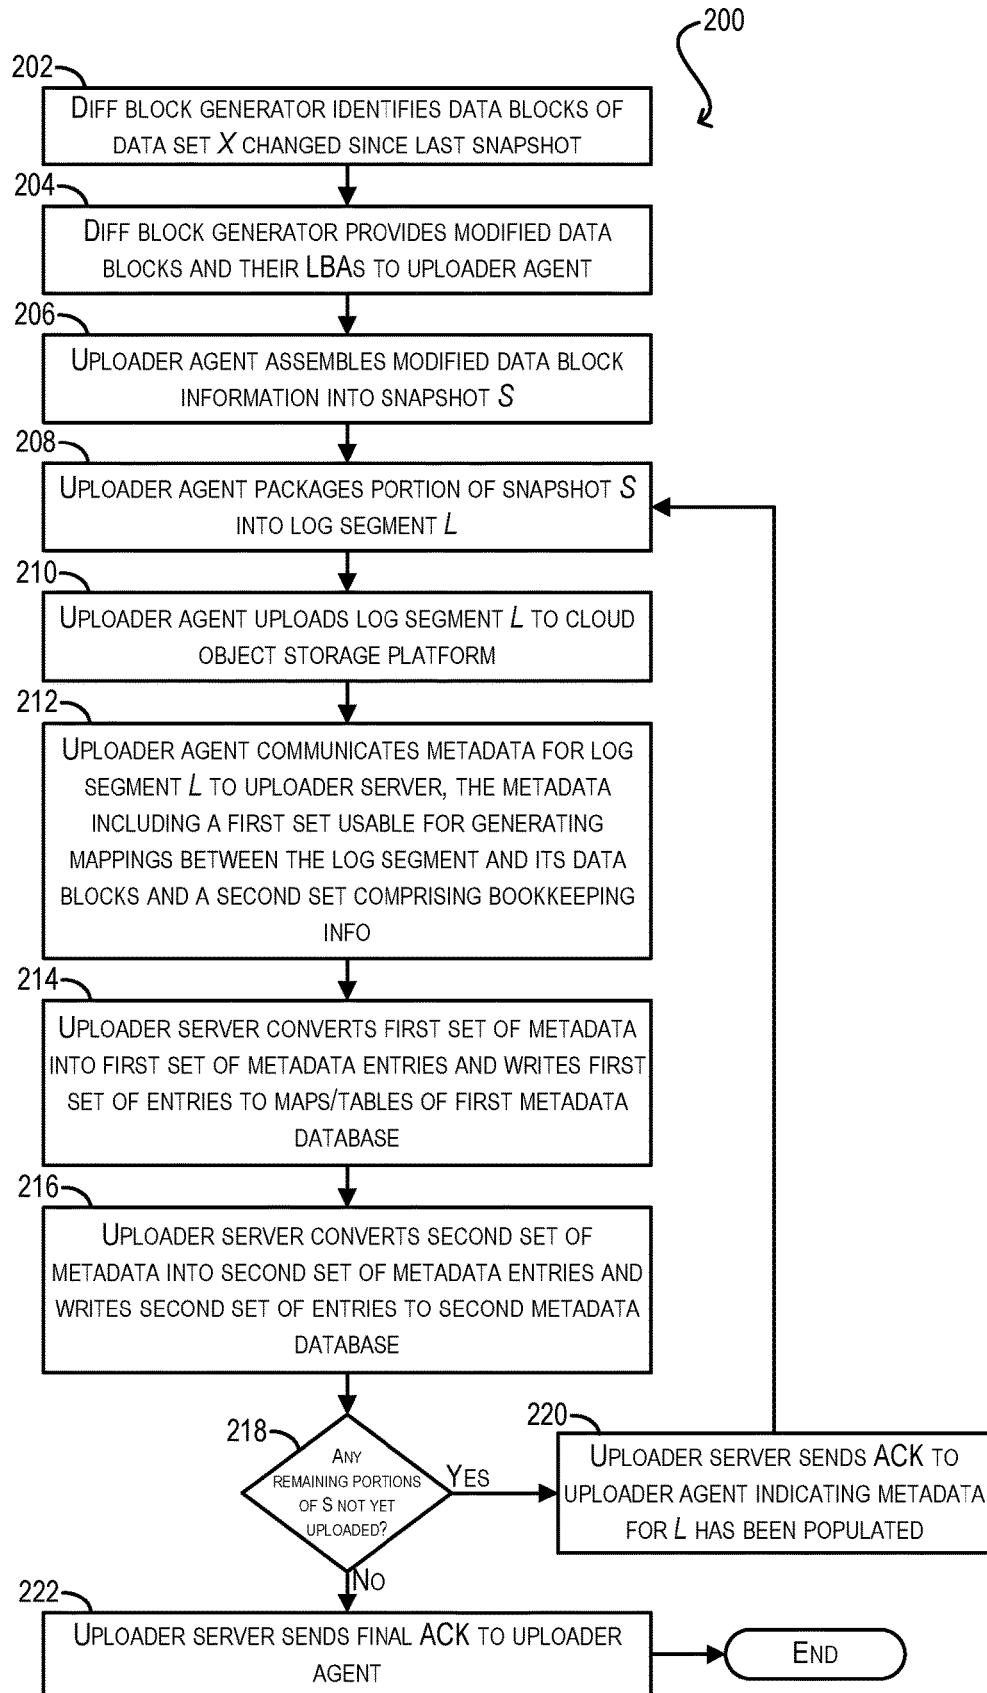 200
202
DIFF BLOCK GENERATOR IDENTIFIES DATA BLOCKS OF
DATA SET X CHANGED SINCE LAST SNAPSHOT
204
DIFF BLOCK GENERATOR PROVIDES MODIFIED DATA
BLOCKS AND THEIR LBAS TO UPLOADER AGENT
206
UPLOADER AGENT ASSEMBLES MODIFIED DATA BLOCK
INFORMATION INTO SNAPSHOT S
208
UPLOADER AGENT PACKAGES PORTION OF SNAPSHOT S
INTO LOG SEGMENT L
210
UPLOADER AGENT UPLOADS LOG SEGMENT L TO CLOUD
OBJECT STORAGE PLATFORM
212
UPLOADER AGENT COMMUNICATES METADATA FOR LOG
SEGMENT L TO UPLOADER SERVER, THE METADATA
INCLUDING A FIRST SET USABLE FOR GENERATING
MAPPINGS BETWEEN THE LOG SEGMENT AND ITS DATA
BLOCKS AND A SECOND SET COMPRISING BOOKKEEPING
INFO
214
UPLOADER SERVER CONVERTS FIRST SET OF METADATA
INTO FIRST SET OF METADATA ENTRIES AND WRITES FIRST
SET OF ENTRIES TO MAPS/TABLES OF FIRST METADATA
DATABASE
216
UPLOADER SERVER CONVERTS SECOND SET OF
METADATA INTO SECOND SET OF METADATA ENTRIES AND
WRITES SECOND SET OF ENTRIES TO SECOND METADATA
DATABASE
218
ANY
REMAINING PORTIONS
OF S NOT YET
UPLOADED?
YES
220
UPLOADER SERVER SENDS ACK TO
UPLOADER AGENT INDICATING METADATA
FOR L HAS BEEN POPULATED
NO
222
UPLOADER SERVER SENDS FINAL ACK TO UPLOADER
AGENT
END